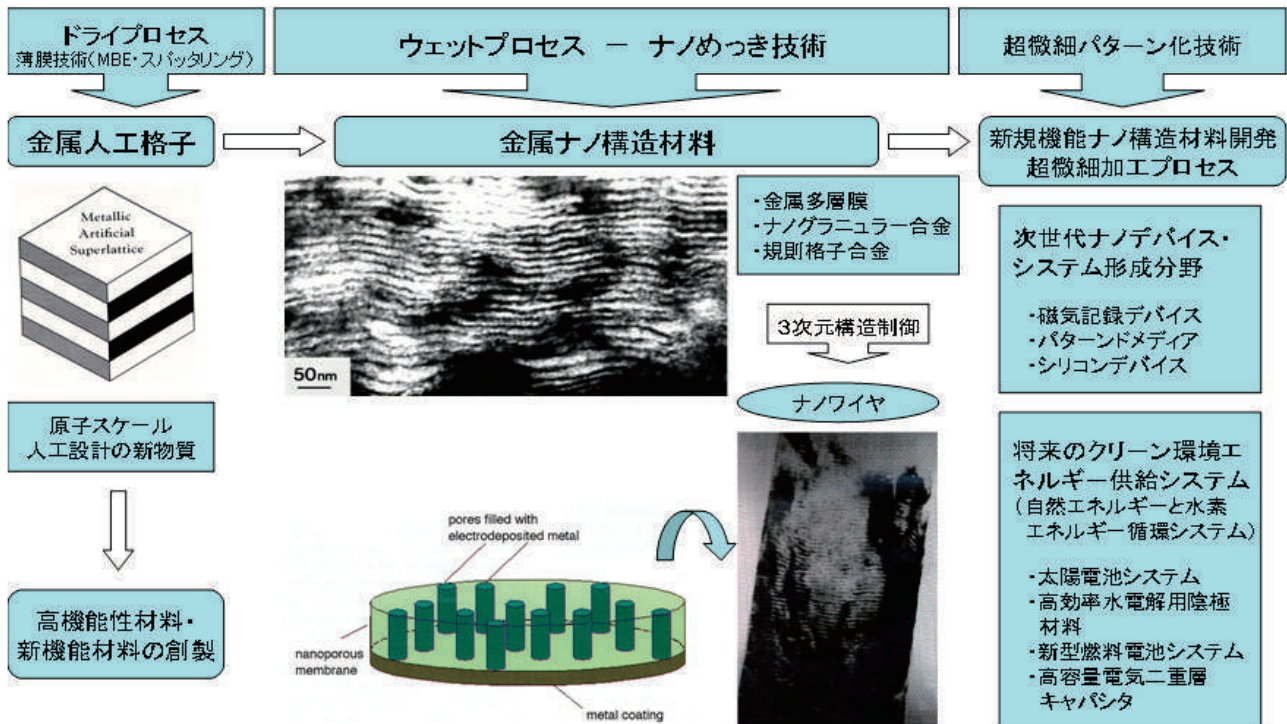 ドライプロセス
薄膜技術(MBE・スパッタリング)
ウェットプロセス － ナノめっき技術
超微細パターン化技術
金属人工格子
金属ナノ構造材料
新規機能ナノ構造材料開発
超微細加工プロセス
Metallic
Artificial
Superlattice
50nm
・金属多層膜
・ナノグラニュラー合金
・規則格子合金
3次元構造制御
ナノワイヤ
原子スケール
人工設計の新物質
高機能性材料・
新機能材料の創製
pores filled with
electrodeposited metal
nanoporous
membrane
metal coating
次世代ナノデバイス・
システム形成分野
・磁気記録デバイス
・パターンドメディア
・シリコンデバイス
将来のクリーン環境エ
ネルギー供給システム
(自然エネルギーと水素
エネルギー循環システム)
・太陽電池システム
・高効率水電解用陰極
材料
・新型燃料電池システム
・高容量電気二重層
キャパシタ